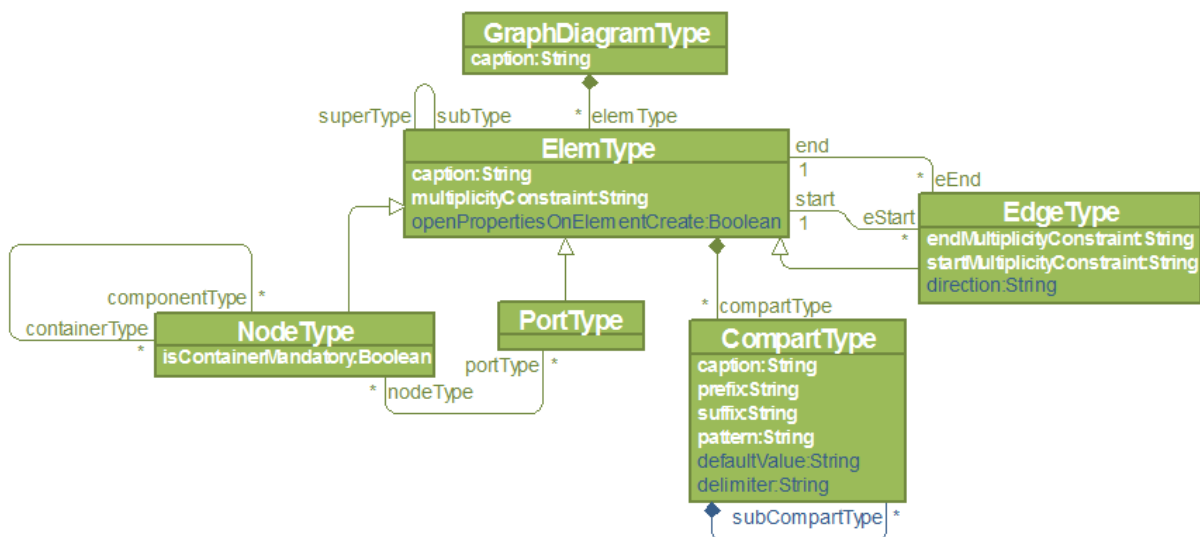 GraphDiagramType
caption:String
superType subType
* elemType
ElemType
caption:String
multiplicityConstraint:String
openPropertiesOnElementCreate:Boolean
end
1
* eEnd
start
1
eStart
*
EdgeType
endMultiplicityConstraint:String
startMultiplicityConstraint:String
direction:String
componentType *
containerType
*
NodeType
isContainerMandatory:Boolean
* nodeType
PortType
portType *
* compartType
CompartType
caption:String
prefix:String
suffix:String
pattern:String
defaultValue:String
delimiter:String
subCompartType *